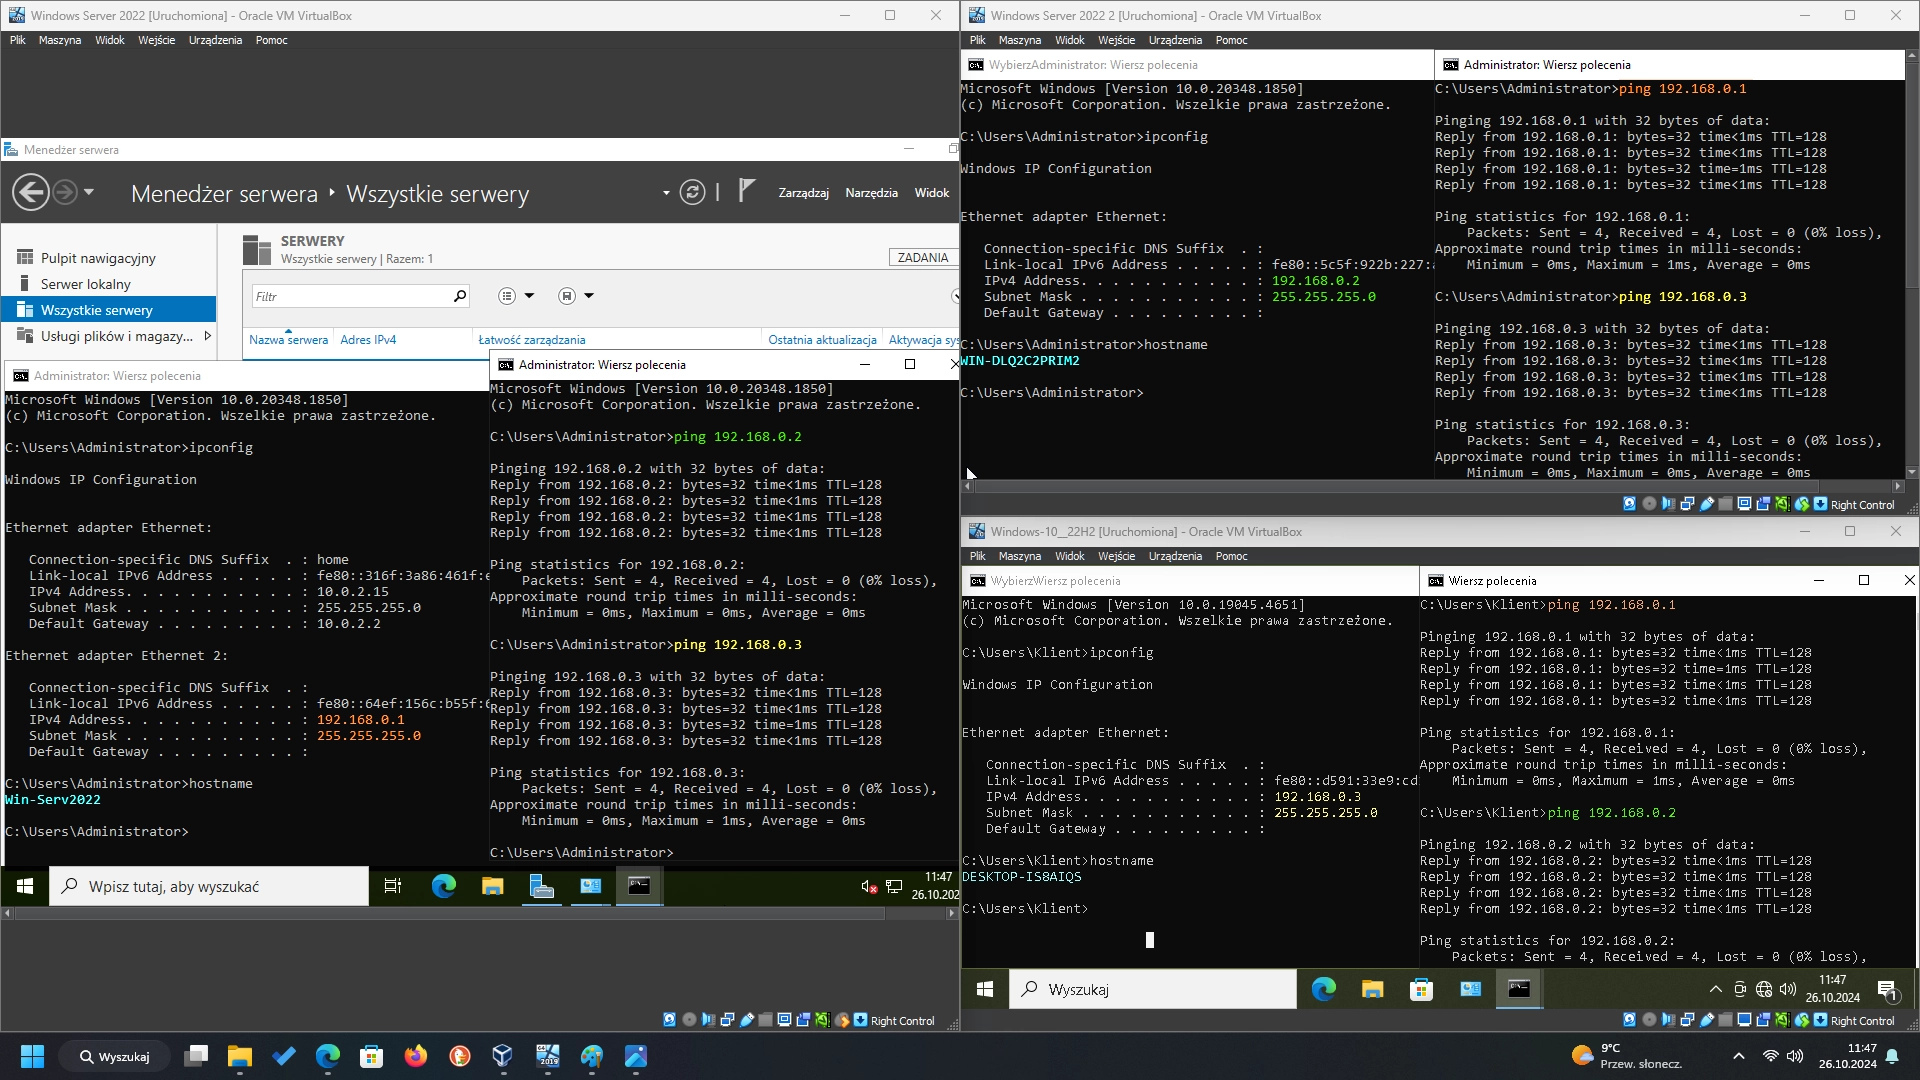 Windows Server 2022 [Uruchomiona] - Oracle VM VirtualBox
Plik Maszyna Widok Wejście Urządzenia Pomoc
Menedżer serwera
Menedżer serwera ‣ Wszystkie serwery
Zarządzaj Narzędzia Widok
Pulpit nawigacyjny
Serwer lokalny
Wszystkie serwery
Usługi plików i magazy...
SERWERY
Wszystkie serwery | Razem: 1
ZADANIA
Filtr
Nazwa serwera Adres IPv4 Łatwość zarządzania Ostatnia aktualizacja Aktywacja sys
Administrator: Wiersz polecenia
Microsoft Windows [Version 10.0.20348.1850]
(c) Microsoft Corporation. Wszelkie prawa zastrzeżone.
C:\Users\Administrator>ipconfig
Windows IP Configuration
Ethernet adapter Ethernet:
Connection-specific DNS Suffix . : home
Link-local IPv6 Address . . . . . : fe80::316f:3a86:461f:e
IPv4 Address. . . . . . . . . . . : 10.0.2.15
Subnet Mask . . . . . . . . . . . : 255.255.255.0
Default Gateway . . . . . . . . . : 10.0.2.2
Ethernet adapter Ethernet 2:
Connection-specific DNS Suffix . :
Link-local IPv6 Address . . . . . : fe80::64ef:156c:b55f:6
IPv4 Address. . . . . . . . . . . : 192.168.0.1
Subnet Mask . . . . . . . . . . . : 255.255.255.0
Default Gateway . . . . . . . . . :
C:\Users\Administrator>hostname
Win-Serv2022
C:\Users\Administrator>
Administrator: Wiersz polecenia
Microsoft Windows [Version 10.0.20348.1850]
(c) Microsoft Corporation. Wszelkie prawa zastrzeżone.
C:\Users\Administrator>ping 192.168.0.2
Pinging 192.168.0.2 with 32 bytes of data:
Reply from 192.168.0.2: bytes=32 time<1ms TTL=128
Reply from 192.168.0.2: bytes=32 time<1ms TTL=128
Reply from 192.168.0.2: bytes=32 time<1ms TTL=128
Reply from 192.168.0.2: bytes=32 time<1ms TTL=128
Ping statistics for 192.168.0.2:
Packets: Sent = 4, Received = 4, Lost = 0 (0% loss),
Approximate round trip times in milli-seconds:
Minimum = 0ms, Maximum = 0ms, Average = 0ms
C:\Users\Administrator>ping 192.168.0.3
Pinging 192.168.0.3 with 32 bytes of data:
Reply from 192.168.0.3: bytes=32 time<1ms TTL=128
Reply from 192.168.0.3: bytes=32 time<1ms TTL=128
Reply from 192.168.0.3: bytes=32 time=1ms TTL=128
Reply from 192.168.0.3: bytes=32 time<1ms TTL=128
Ping statistics for 192.168.0.3:
Packets: Sent = 4, Received = 4, Lost = 0 (0% loss),
Approximate round trip times in milli-seconds:
Minimum = 0ms, Maximum = 1ms, Average = 0ms
C:\Users\Administrator>
Wpisz tutaj, aby wyszukać
11:47
26.10.202
Right Control
Windows Server 2022 2 [Uruchomiona] - Oracle VM VirtualBox
Plik Maszyna Widok Wejście Urządzenia Pomoc
WybierzAdministrator: Wiersz polecenia
Microsoft Windows [Version 10.0.20348.1850]
(c) Microsoft Corporation. Wszelkie prawa zastrzeżone.
C:\Users\Administrator>ipconfig
Windows IP Configuration
Ethernet adapter Ethernet:
Connection-specific DNS Suffix . :
Link-local IPv6 Address . . . . . : fe80::5c5f:922b:227:
IPv4 Address. . . . . . . . . . . : 192.168.0.2
Subnet Mask . . . . . . . . . . . : 255.255.255.0
Default Gateway . . . . . . . . . :
C:\Users\Administrator>hostname
WIN-DLQ2C2PRIM2
C:\Users\Administrator>
Administrator: Wiersz polecenia
C:\Users\Administrator>ping 192.168.0.1
Pinging 192.168.0.1 with 32 bytes of data:
Reply from 192.168.0.1: bytes=32 time<1ms TTL=128
Reply from 192.168.0.1: bytes=32 time<1ms TTL=128
Reply from 192.168.0.1: bytes=32 time=1ms TTL=128
Reply from 192.168.0.1: bytes=32 time<1ms TTL=128
Ping statistics for 192.168.0.1:
Packets: Sent = 4, Received = 4, Lost = 0 (0% loss),
Approximate round trip times in milli-seconds:
Minimum = 0ms, Maximum = 1ms, Average = 0ms
C:\Users\Administrator>ping 192.168.0.3
Pinging 192.168.0.3 with 32 bytes of data:
Reply from 192.168.0.3: bytes=32 time<1ms TTL=128
Reply from 192.168.0.3: bytes=32 time<1ms TTL=128
Reply from 192.168.0.3: bytes=32 time<1ms TTL=128
Reply from 192.168.0.3: bytes=32 time<1ms TTL=128
Ping statistics for 192.168.0.3:
Packets: Sent = 4, Received = 4, Lost = 0 (0% loss),
Approximate round trip times in milli-seconds:
Minimum = 0ms, Maximum = 0ms, Average = 0ms
Right Control
Windows-10__22H2 [Uruchomiona] - Oracle VM VirtualBox
Plik Maszyna Widok Wejście Urządzenia Pomoc
WybierzWiersz polecenia
Microsoft Windows [Version 10.0.19045.4651]
(c) Microsoft Corporation. Wszelkie prawa zastrzeżone.
C:\Users\Klient>ipconfig
Windows IP Configuration
Ethernet adapter Ethernet:
Connection-specific DNS Suffix . :
Link-local IPv6 Address . . . . . : fe80::d591:33e9:cd
IPv4 Address. . . . . . . . . . . : 192.168.0.3
Subnet Mask . . . . . . . . . . . : 255.255.255.0
Default Gateway . . . . . . . . . :
C:\Users\Klient>hostname
DESKTOP-IS8AIQS
C:\Users\Klient>
Wiersz polecenia
C:\Users\Klient>ping 192.168.0.1
Pinging 192.168.0.1 with 32 bytes of data:
Reply from 192.168.0.1: bytes=32 time<1ms TTL=128
Reply from 192.168.0.1: bytes=32 time=1ms TTL=128
Reply from 192.168.0.1: bytes=32 time<1ms TTL=128
Reply from 192.168.0.1: bytes=32 time<1ms TTL=128
Ping statistics for 192.168.0.1:
Packets: Sent = 4, Received = 4, Lost = 0 (0% loss),
Approximate round trip times in milli-seconds:
Minimum = 0ms, Maximum = 1ms, Average = 0ms
C:\Users\Klient>ping 192.168.0.2
Pinging 192.168.0.2 with 32 bytes of data:
Reply from 192.168.0.2: bytes=32 time<1ms TTL=128
Reply from 192.168.0.2: bytes=32 time<1ms TTL=128
Reply from 192.168.0.2: bytes=32 time<1ms TTL=128
Reply from 192.168.0.2: bytes=32 time<1ms TTL=128
Ping statistics for 192.168.0.2:
Packets: Sent = 4, Received = 4, Lost = 0 (0% loss),
Wyszukaj
11:47
26.10.2024
1
Right Control
Wyszukaj
2019
9°C
Przew. słonecz.
11:47
26.10.2024